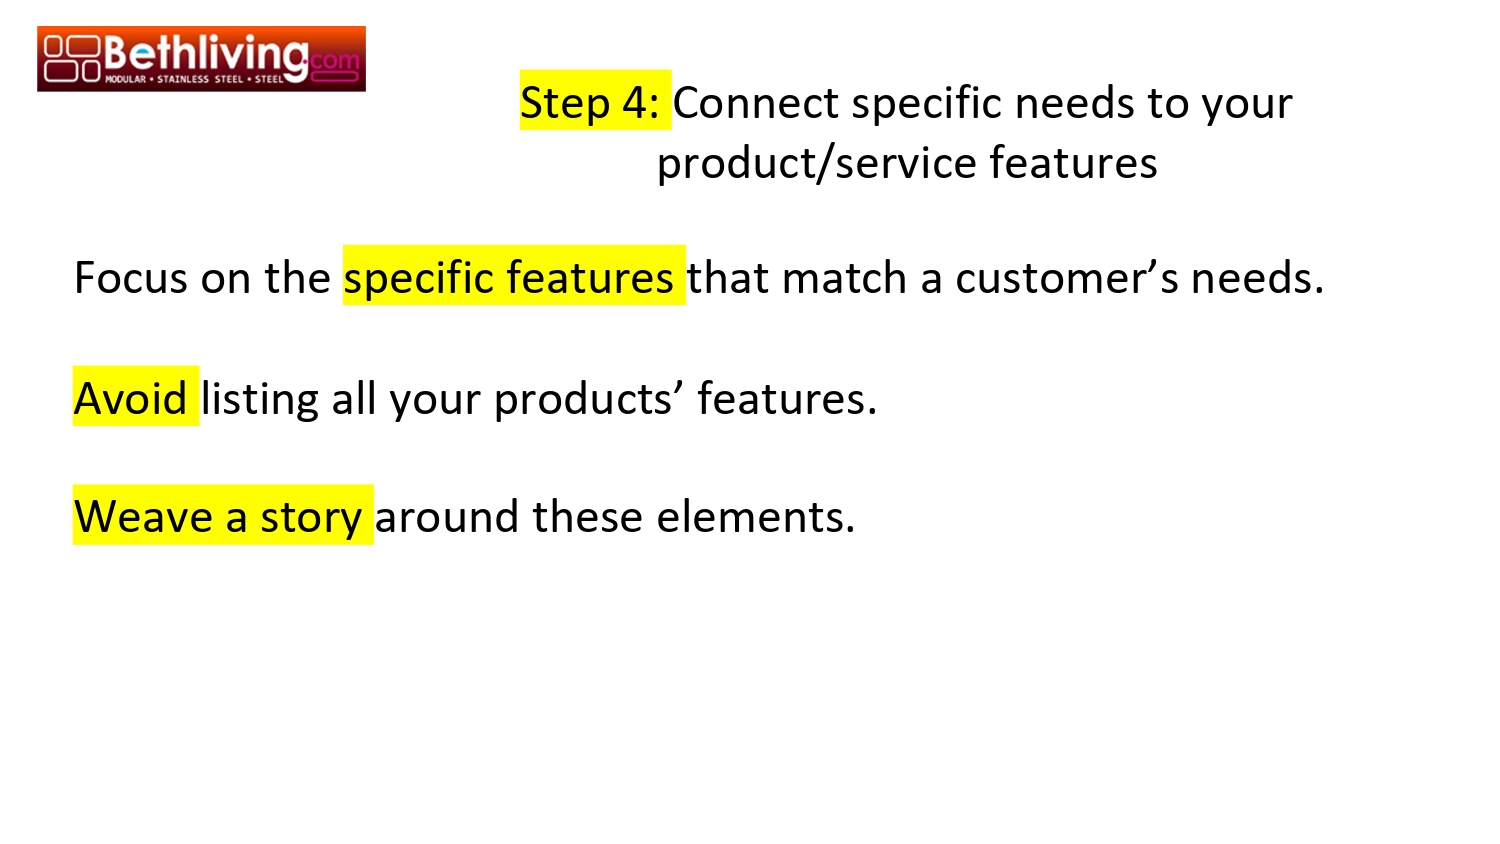 Bethliving.com
MODULAR • STAINLESS STEEL • STEEL
Step 4: Connect specific needs to your
product/service features
Focus on the specific features that match a customer’s needs.
Avoid listing all your products’ features.
Weave a story around these elements.